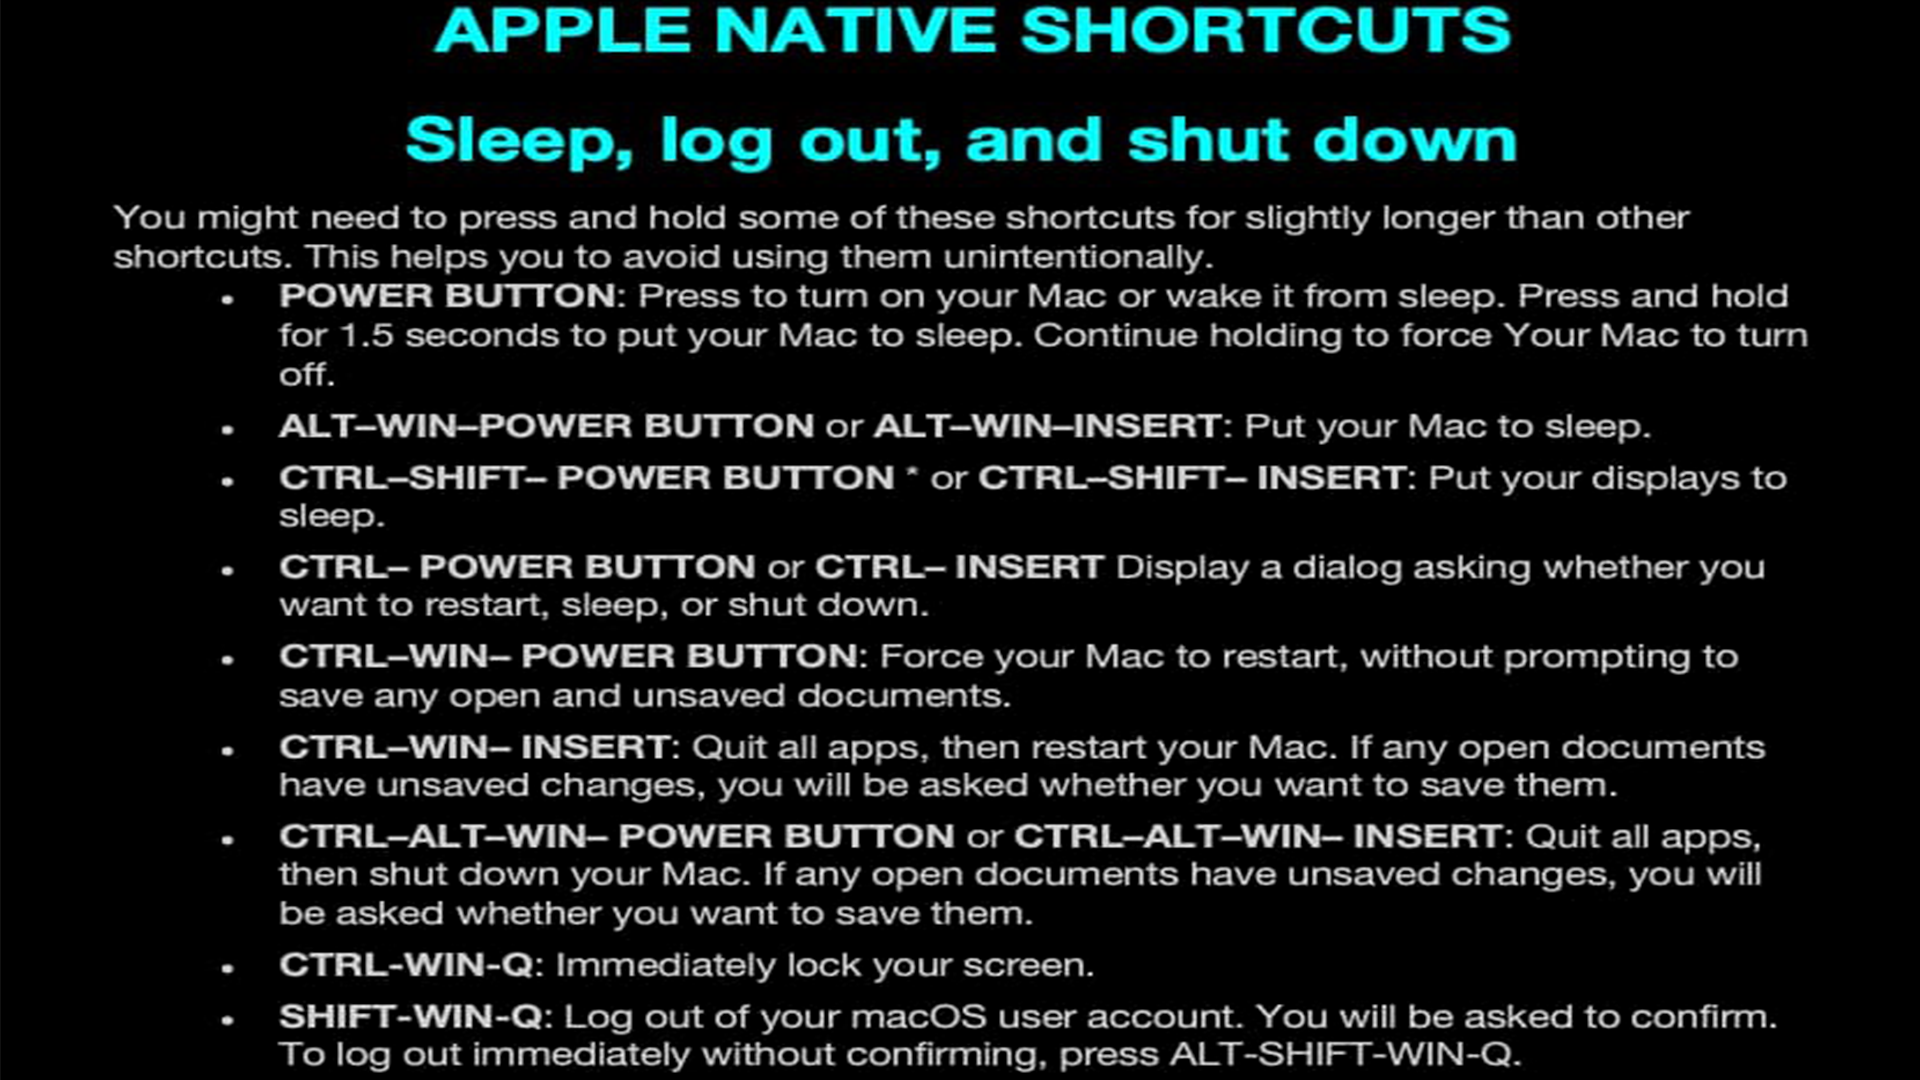 APPLE NATIVE SHORTCUTS
Sleep, log out, and shut down
You might need to press and hold some of these shortcuts for slightly longer than other
shortcuts. This helps you to avoid using them unintentionally.
• POWER BUTTON: Press to turn on your Mac or wake it from sleep. Press and hold
for 1.5 seconds to put your Mac to sleep. Continue holding to force Your Mac to turn
off.
• ALT–WIN–POWER BUTTON or ALT–WIN–INSERT: Put your Mac to sleep.
• CTRL–SHIFT– POWER BUTTON * or CTRL–SHIFT– INSERT: Put your displays to
sleep.
• CTRL– POWER BUTTON or CTRL– INSERT Display a dialog asking whether you
want to restart, sleep, or shut down.
• CTRL–WIN– POWER BUTTON: Force your Mac to restart, without prompting to
save any open and unsaved documents.
• CTRL–WIN– INSERT: Quit all apps, then restart your Mac. If any open documents
have unsaved changes, you will be asked whether you want to save them.
• CTRL–ALT–WIN– POWER BUTTON or CTRL–ALT–WIN– INSERT: Quit all apps,
then shut down your Mac. If any open documents have unsaved changes, you will
be asked whether you want to save them.
• CTRL-WIN-Q: Immediately lock your screen.
• SHIFT-WIN-Q: Log out of your macOS user account. You will be asked to confirm.
To log out immediately without confirming, press ALT-SHIFT-WIN-Q.